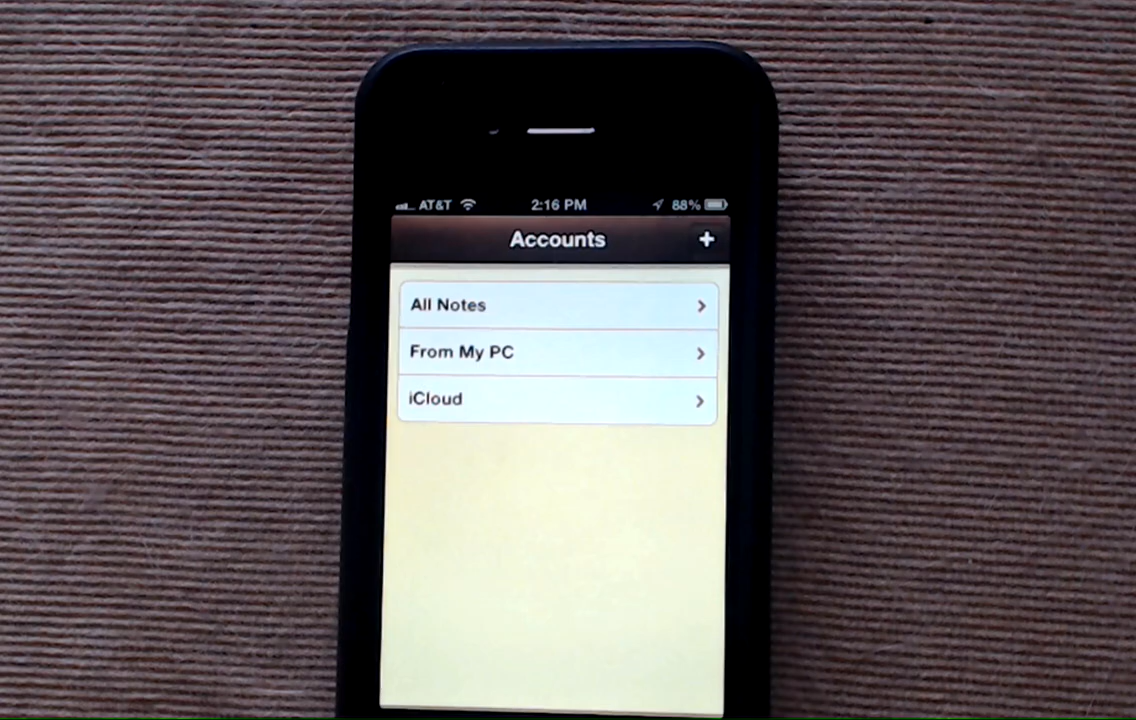 AT&T 2:16 PM 88%
Accounts +
All Notes
From My PC
iCloud